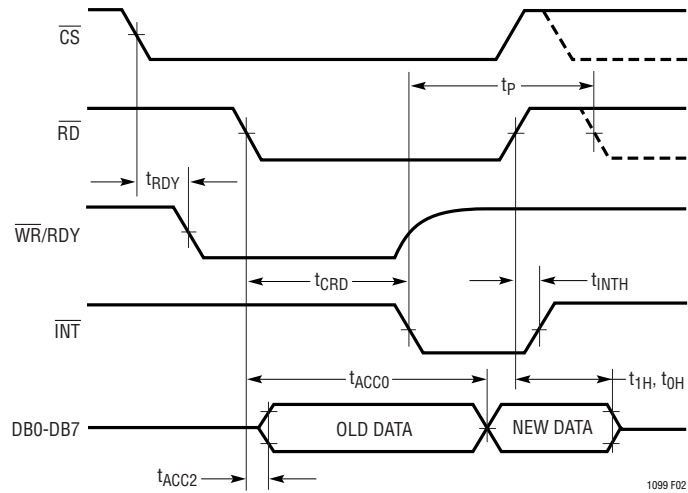 CS
tP
RD
tRDY
WR/RDY
tCRD
tINTH
INT
tACC0
t1H, t0H
DB0-DB7
OLD DATA
NEW DATA
tACC2
1099 F02